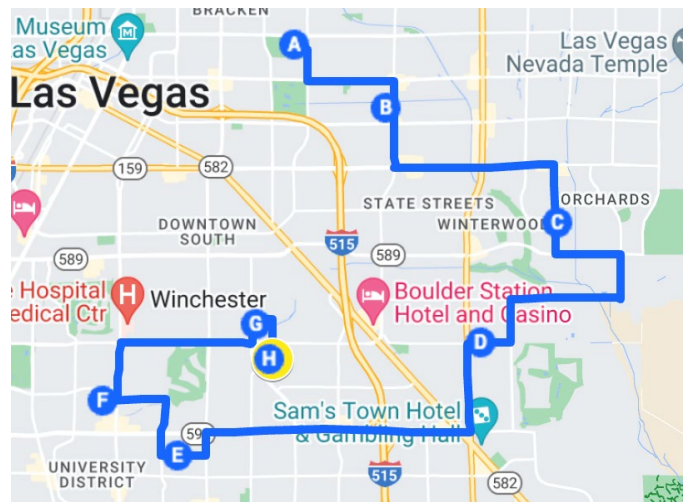 BRACKEN
Museum
as Vegas
A
Las Vegas
Nevada Temple
Las Vegas
B
159
582
STATE STREETS
ORCHARDS
WINTERWOO
C
DOWNTOWN
SOUTH
515
589
589
e Hospital
edical Ctr
H
Winchester
Boulder Station
Hotel and Casino
G
H
D
F
Sam's Town Hotel
& Gambling Hall
59
E
UNIVERSITY
DISTRICT
515
582